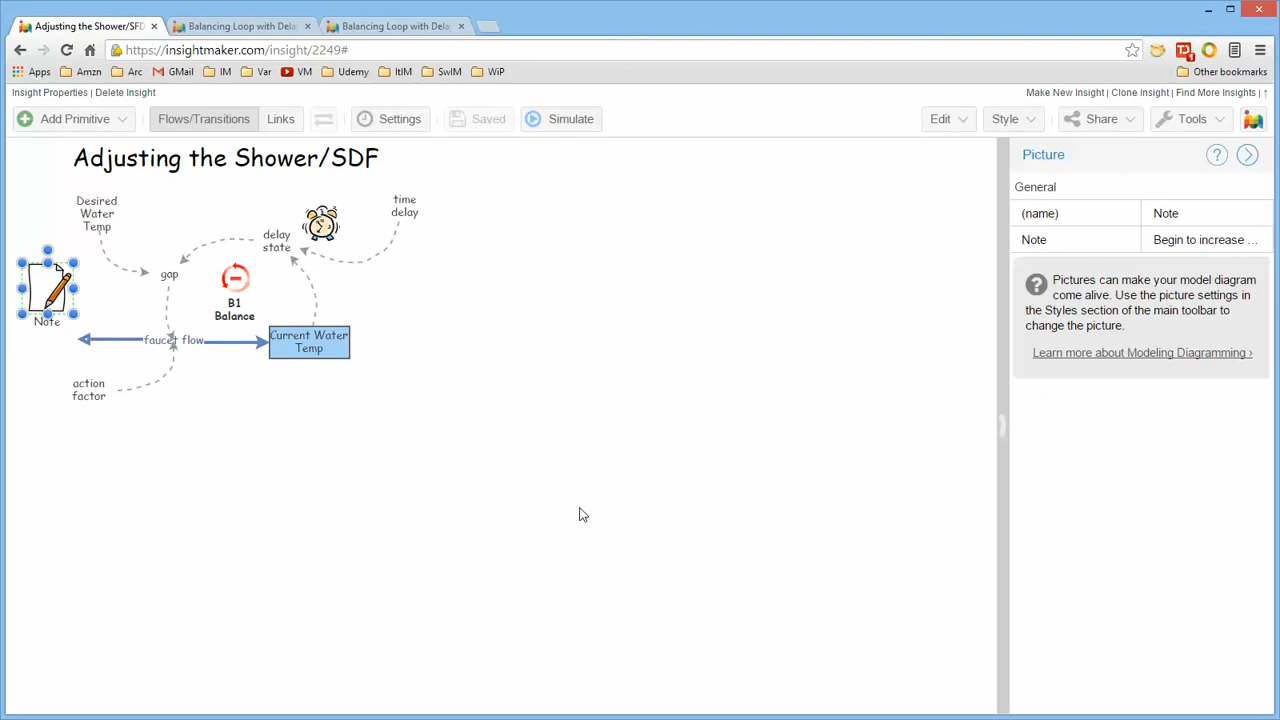 Adjusting the Shower/SFD
Balancing Loop with Dela
Balancing Loop with Dela
https://insightmaker.com/insight/2249#
Apps Amzn Arc GMail IM Var VM Udemy ItIM SwIM WiP Other bookmarks
Insight Properties | Delete Insight Make New Insight | Clone Insight | Find More Insights | ↑
Add Primitive Flows/Transitions Links Settings Saved Simulate Edit Style Share Tools
Adjusting the Shower/SDF
Desired
Water
Temp
time
delay
delay
state
gap
B1
Balance
Note
faucet flow
Current Water
Temp
action
factor
Picture
General
(name) Note
Note Begin to increase ...
Pictures can make your model diagram
come alive. Use the picture settings in
the Styles section of the main toolbar to
change the picture.
Learn more about Modeling Diagramming ›